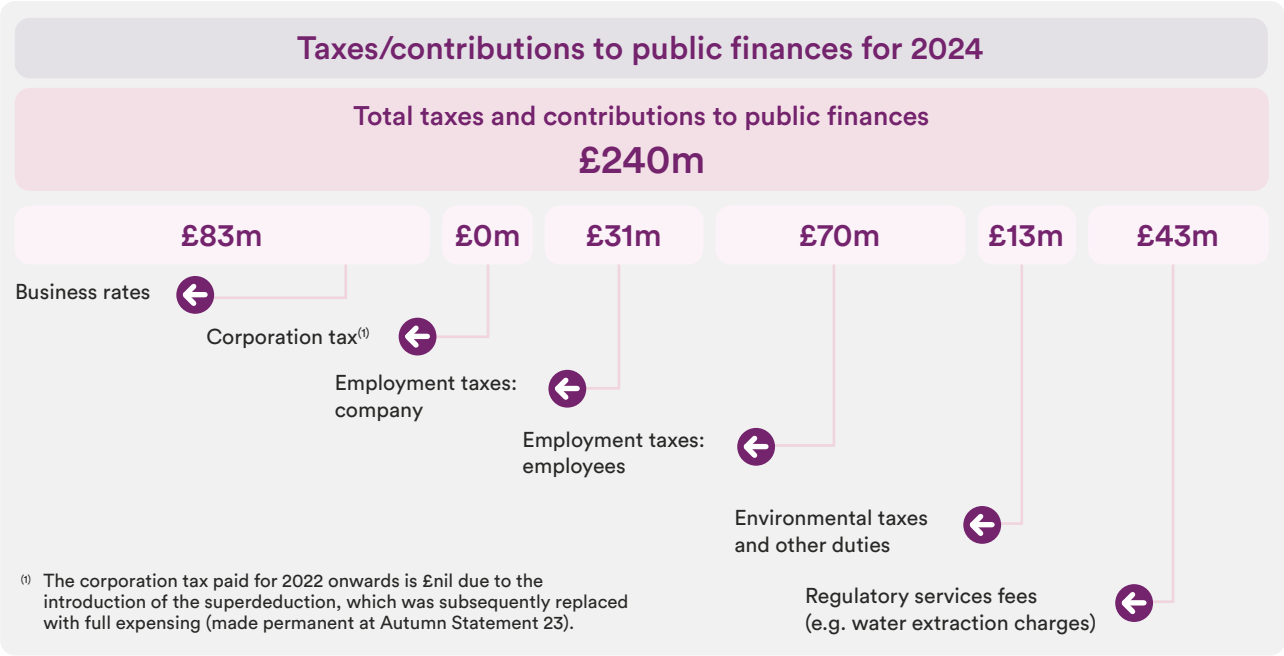 Taxes/contributions to public finances for 2024
Total taxes and contributions to public finances
£240m
£83m
£0m
£31m
£70m
£13m
£43m
Business rates
Corporation tax(1)
Employment taxes:
company
Employment taxes:
employees
Environmental taxes
and other duties
Regulatory services fees
(e.g. water extraction charges)
(1) The corporation tax paid for 2022 onwards is £nil due to the
introduction of the superdeduction, which was subsequently replaced
with full expensing (made permanent at Autumn Statement 23).